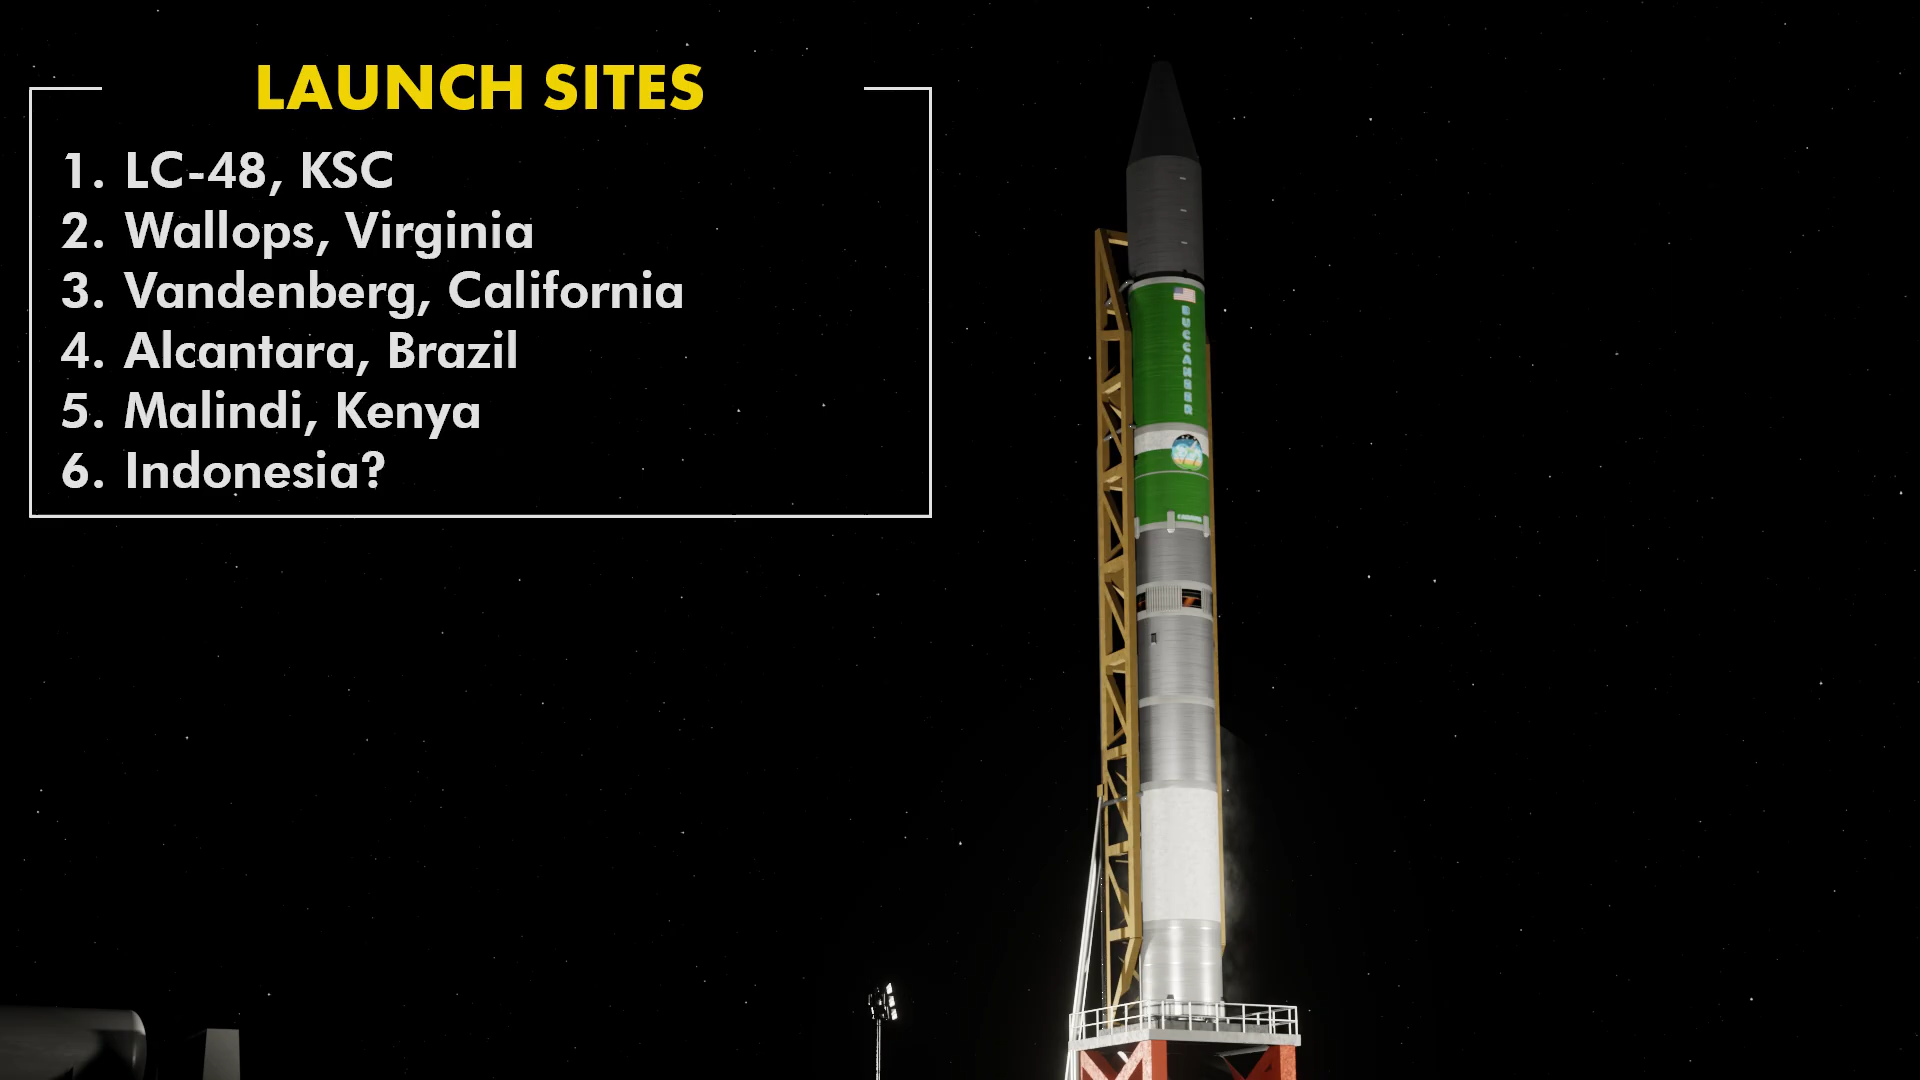 LAUNCH SITES
1. LC-48, KSC
2. Wallops, Virginia
3. Vandenberg, California
4. Alcantara, Brazil
5. Malindi, Kenya
6. Indonesia?
BUCCANEER